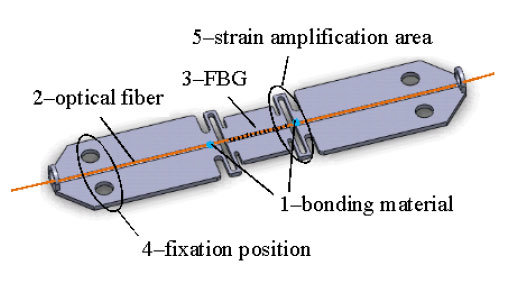 5–strain amplification area
3–FBG
2–optical fiber
1–bonding material
4–fixation position